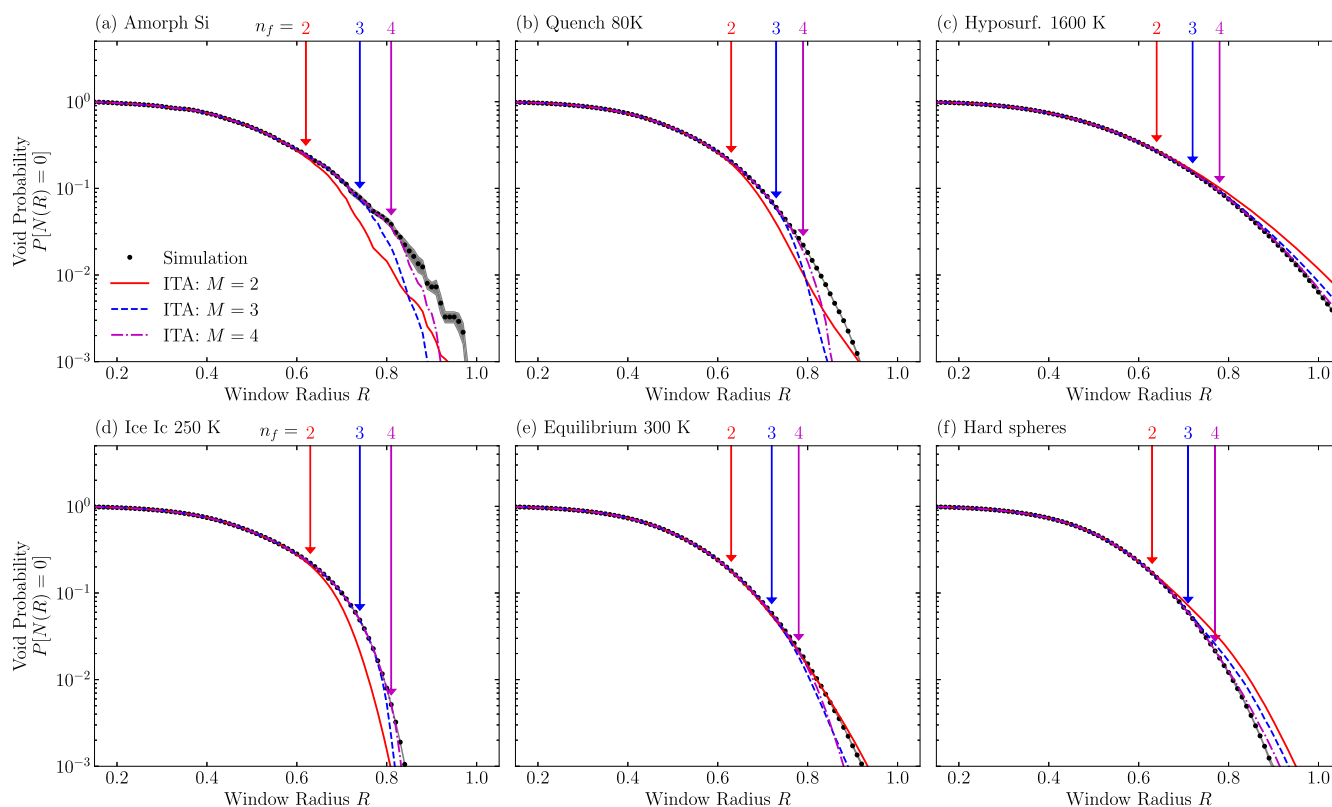 (a) Amorph Si
n_f = 2
3
4
10^0
10^{-1}
10^{-2}
10^{-3}
Void Probability
P[N(R) = 0]
Simulation
ITA: M = 2
ITA: M = 3
ITA: M = 4
0.2 0.4 0.6 0.8 1.0
Window Radius R
(b) Quench 80K
2
3
4
0.2 0.4 0.6 0.8 1.0
Window Radius R
(c) Hyposurf. 1600 K
2
3
4
0.2 0.4 0.6 0.8 1.0
Window Radius R
(d) Ice Ic 250 K
n_f = 2
3
4
10^0
10^{-1}
10^{-2}
10^{-3}
Void Probability
P[N(R) = 0]
0.2 0.4 0.6 0.8 1.0
Window Radius R
(e) Equilibrium 300 K
2
3
4
0.2 0.4 0.6 0.8 1.0
Window Radius R
(f) Hard spheres
2
3
4
0.2 0.4 0.6 0.8 1.0
Window Radius R